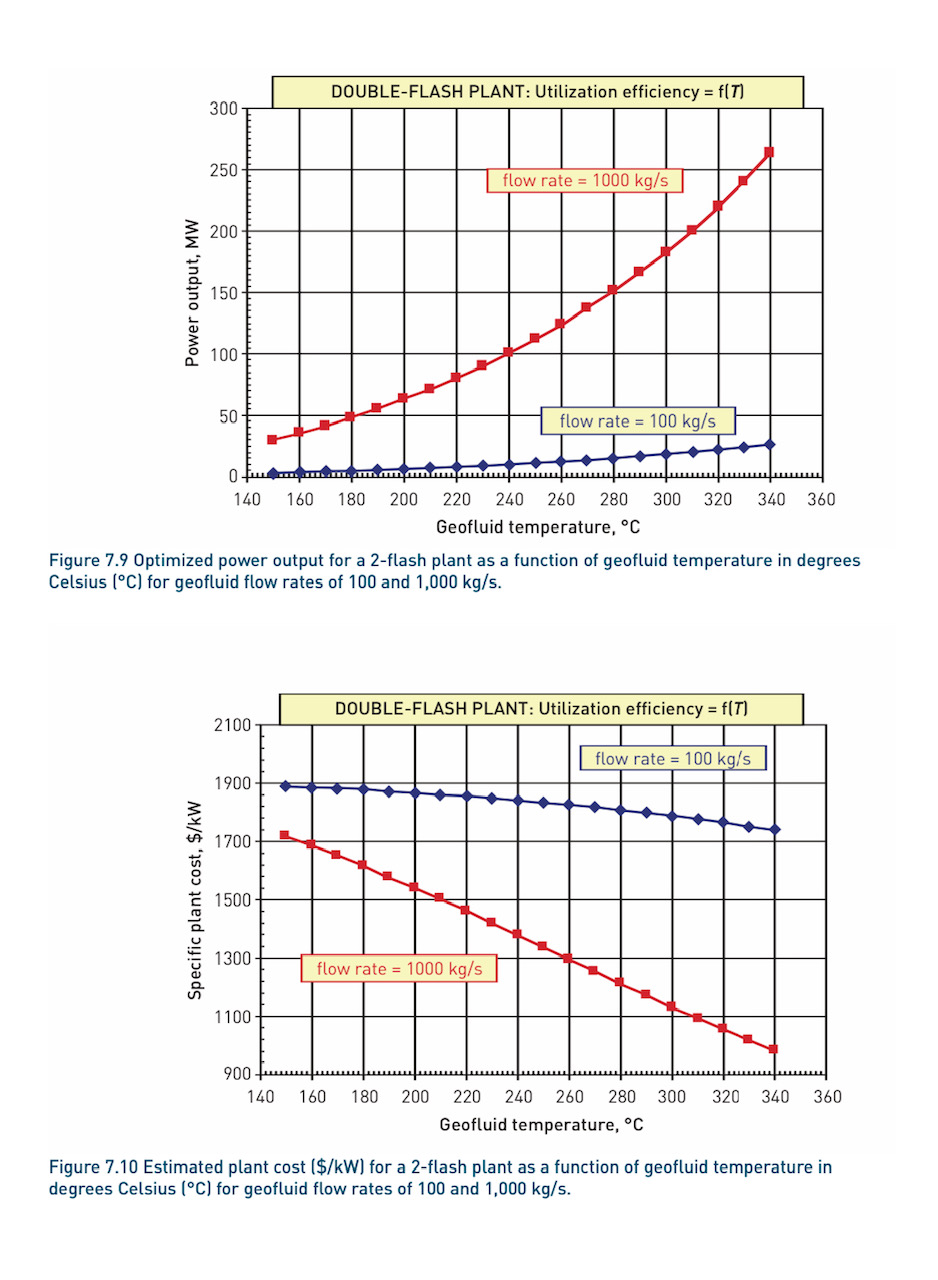 DOUBLE-FLASH PLANT: Utilization efficiency = f(T)
300
250
200
150
100
50
0
Power output, MW
flow rate = 1000 kg/s
flow rate = 100 kg/s
140 160 180 200 220 240 260 280 300 320 340 360
Geofluid temperature, °C
Figure 7.9 Optimized power output for a 2-flash plant as a function of geofluid temperature in degrees
Celsius (°C) for geofluid flow rates of 100 and 1,000 kg/s.
DOUBLE-FLASH PLANT: Utilization efficiency = f(T)
2100
1900
1700
1500
1300
1100
900
Specific plant cost, $/kW
flow rate = 100 kg/s
flow rate = 1000 kg/s
140 160 180 200 220 240 260 280 300 320 340 360
Geofluid temperature, °C
Figure 7.10 Estimated plant cost ($/kW) for a 2-flash plant as a function of geofluid temperature in
degrees Celsius (°C) for geofluid flow rates of 100 and 1,000 kg/s.